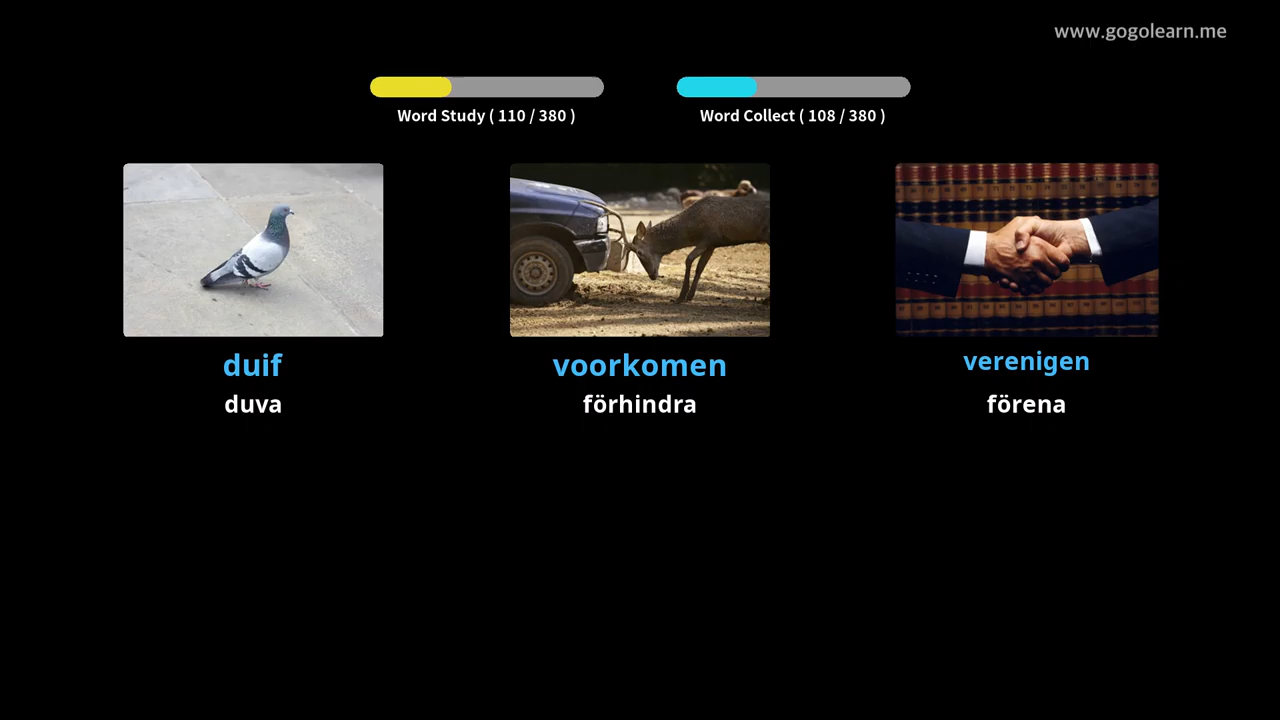 www.gogolearn.me
Word Study ( 110 / 380 )
Word Collect ( 108 / 380 )
duif
voorkomen
verenigen
duva
förhindra
förena